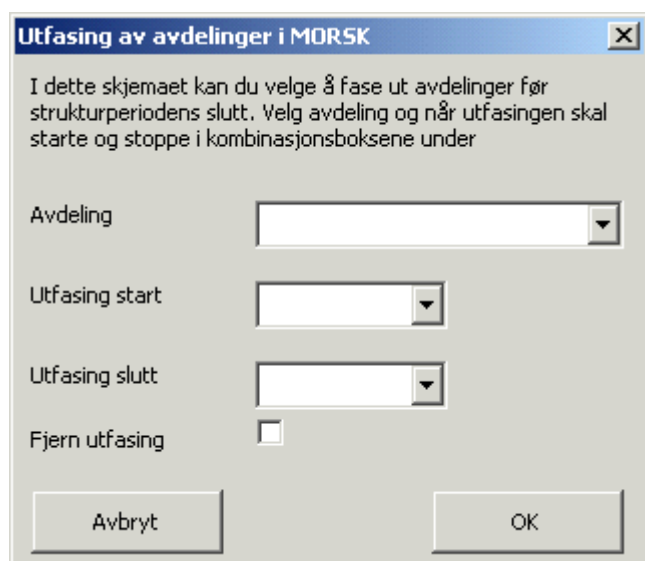 Utfasing av avdelinger i MORSK
I dette skjemaet kan du velge å fase ut avdelinger før
strukturperiodens slutt. Velg avdeling og når utfasingen skal
starte og stoppe i kombinasjonsboksene under
Avdeling
Utfasing start
Utfasing slutt
Fjern utfasing
Avbryt OK